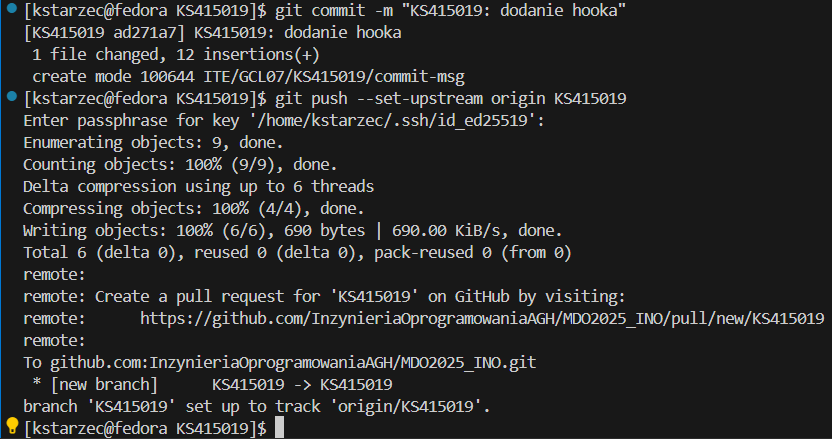 [kstarzec@fedora KS415019]$ git commit -m "KS415019: dodanie hooka"
[KS415019 ad271a7] KS415019: dodanie hooka
 1 file changed, 12 insertions(+)
 create mode 100644 ITE/GCL07/KS415019/commit-msg
[kstarzec@fedora KS415019]$ git push --set-upstream origin KS415019
Enter passphrase for key '/home/kstarzec/.ssh/id_ed25519':
Enumerating objects: 9, done.
Counting objects: 100% (9/9), done.
Delta compression using up to 6 threads
Compressing objects: 100% (4/4), done.
Writing objects: 100% (6/6), 690 bytes | 690.00 KiB/s, done.
Total 6 (delta 0), reused 0 (delta 0), pack-reused 0 (from 0)
remote:
remote: Create a pull request for 'KS415019' on GitHub by visiting:
remote:      https://github.com/InzynieriaOprogramowaniaAGH/MDO2025_INO/pull/new/KS415019
remote:
To github.com:InzynieriaOprogramowaniaAGH/MDO2025_INO.git
 * [new branch]      KS415019 -> KS415019
branch 'KS415019' set up to track 'origin/KS415019'.
[kstarzec@fedora KS415019]$